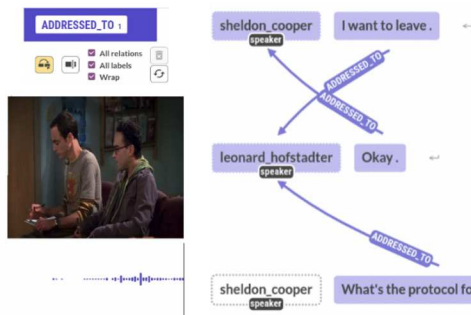 ADDRESSED_TO 1
All relations
All labels
Wrap
sheldon_cooper I want to leave .
speaker
ADDRESSED_TO
ADDRESSED_TO
leonard_hofstadter Okay .
speaker
ADDRESSED_TO
sheldon_cooper What's the protocol fo
speaker